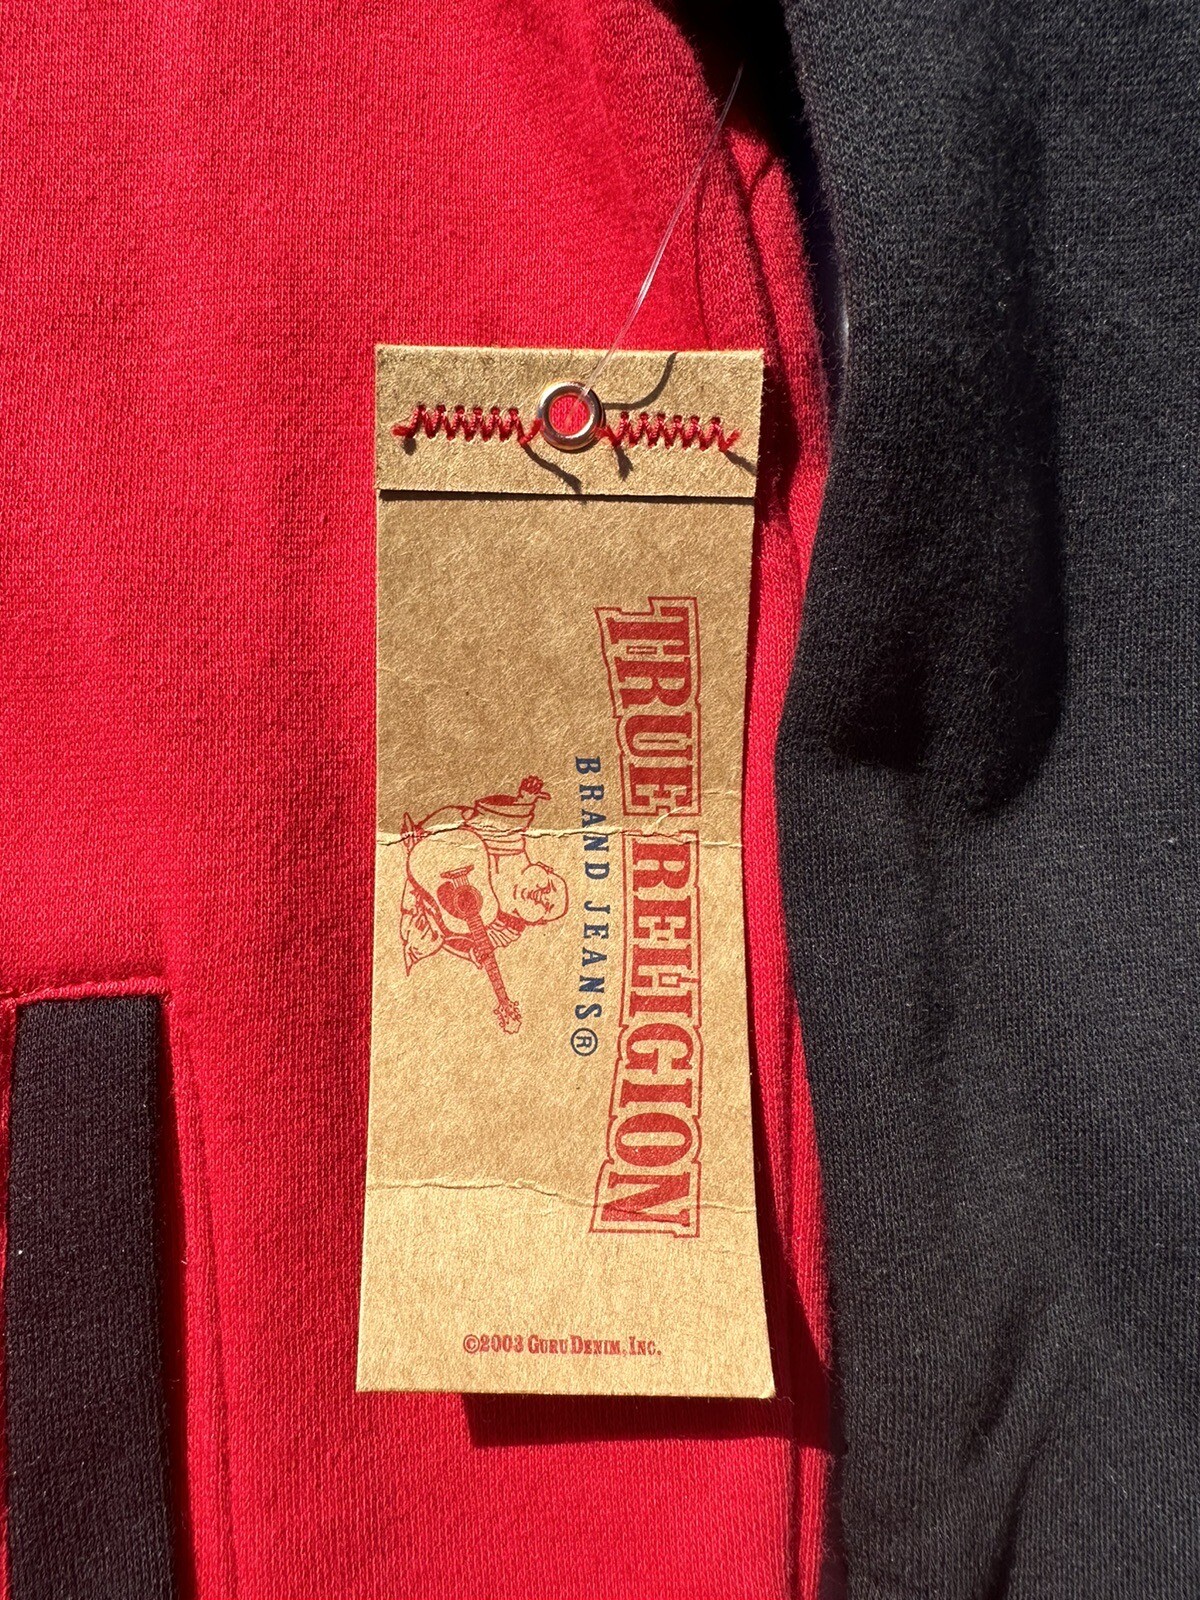 TRUE RELIGION
BRAND JEANS®
©2003 GURU DENIM, INC.